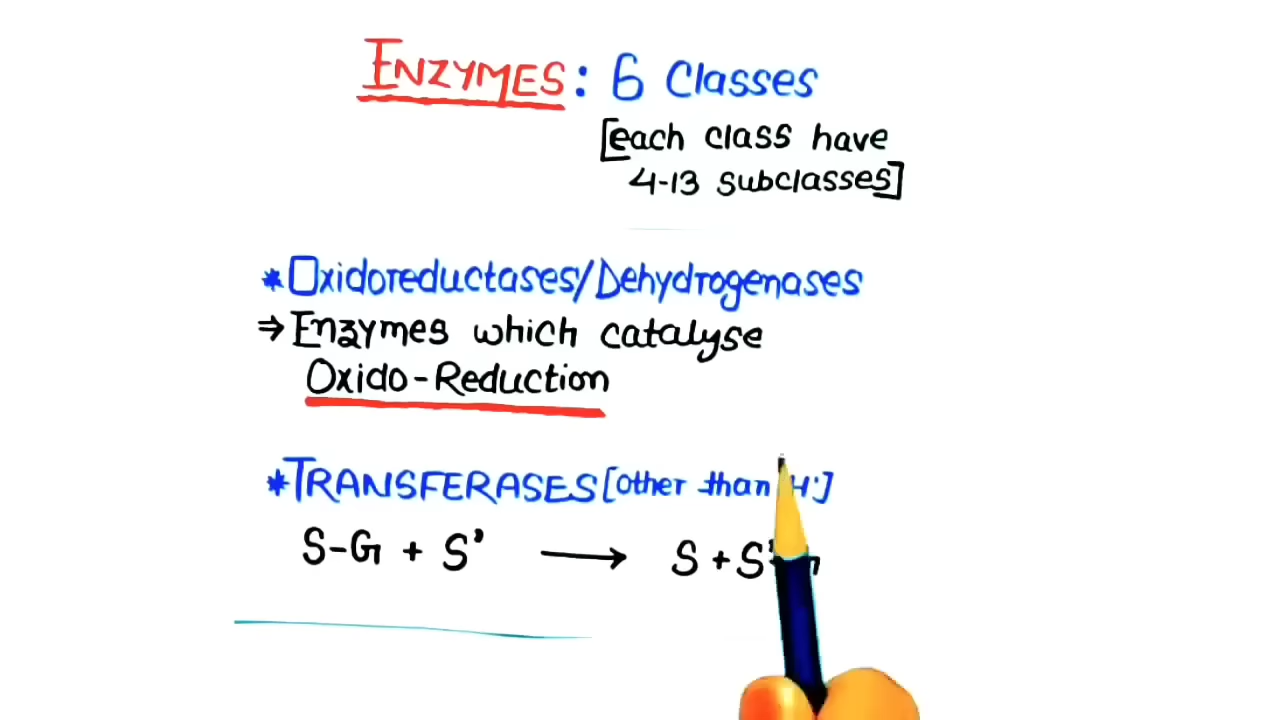 ENZYMES: 6 Classes
[each class have
4-13 subclasses]
*Oxidoreductases/Dehydrogenases
⇒ Enzymes which catalyse
Oxido-Reduction
*TRANSFERASES [other than H·]
S-G + S' → S + S'